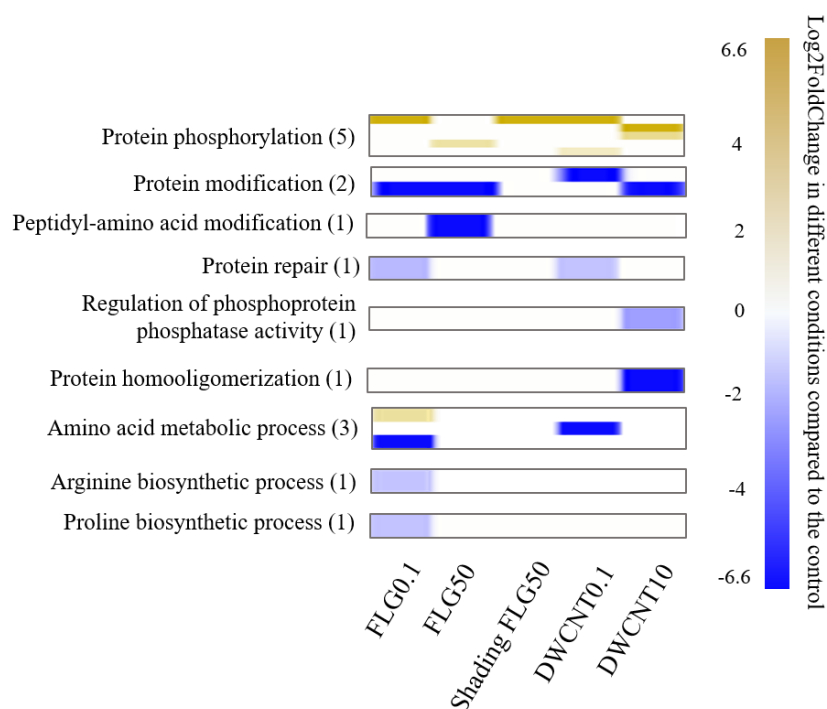 Protein phosphorylation (5)
Protein modification (2)
Peptidyl-amino acid modification (1)
Protein repair (1)
Regulation of phosphoprotein
phosphatase activity (1)
Protein homooligomerization (1)
Amino acid metabolic process (3)
Arginine biosynthetic process (1)
Proline biosynthetic process (1)
FLG0.1
FLG50
Shading FLG50
DWCNT0.1
DWCNT10
6.6
4
2
0
-2
-4
-6.6
Log2FoldChange in different conditions compared to the control